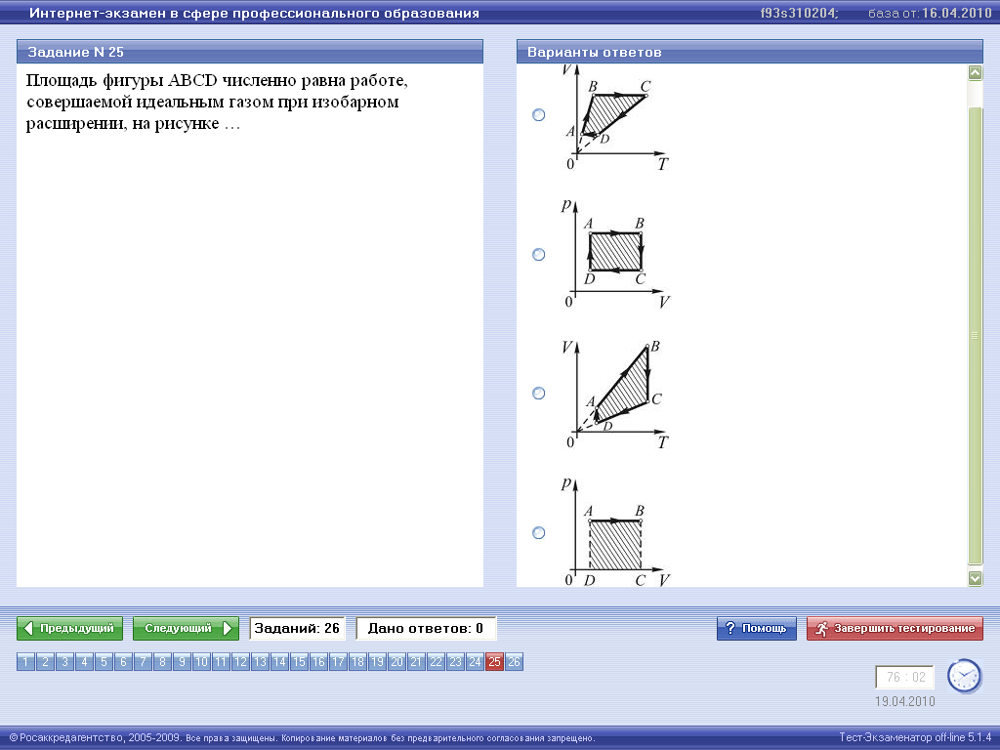 Интернет-экзамен в сфере профессионального образования
f93s310204; база от: 16.04.2010
Задание N 25
Площадь фигуры ABCD численно равна работе,
совершаемой идеальным газом при изобарном
расширении, на рисунке …
Варианты ответов
V
B C
A D
0 T
p
A B
D C
0 V
V
B
A C
D
0 T
p
A B
0 D C V
Предыдущий Следующий Заданий: 26 Дано ответов: 0 ? Помощь Завершить тестирование
1 2 3 4 5 6 7 8 9 10 11 12 13 14 15 16 17 18 19 20 21 22 23 24 25 26
76 : 02
19.04.2010
© Росаккредагентство, 2005-2009. Все права защищены. Копирование материалов без предварительного согласования запрещено. Тест-Экзаменатор off-line 5.1.4